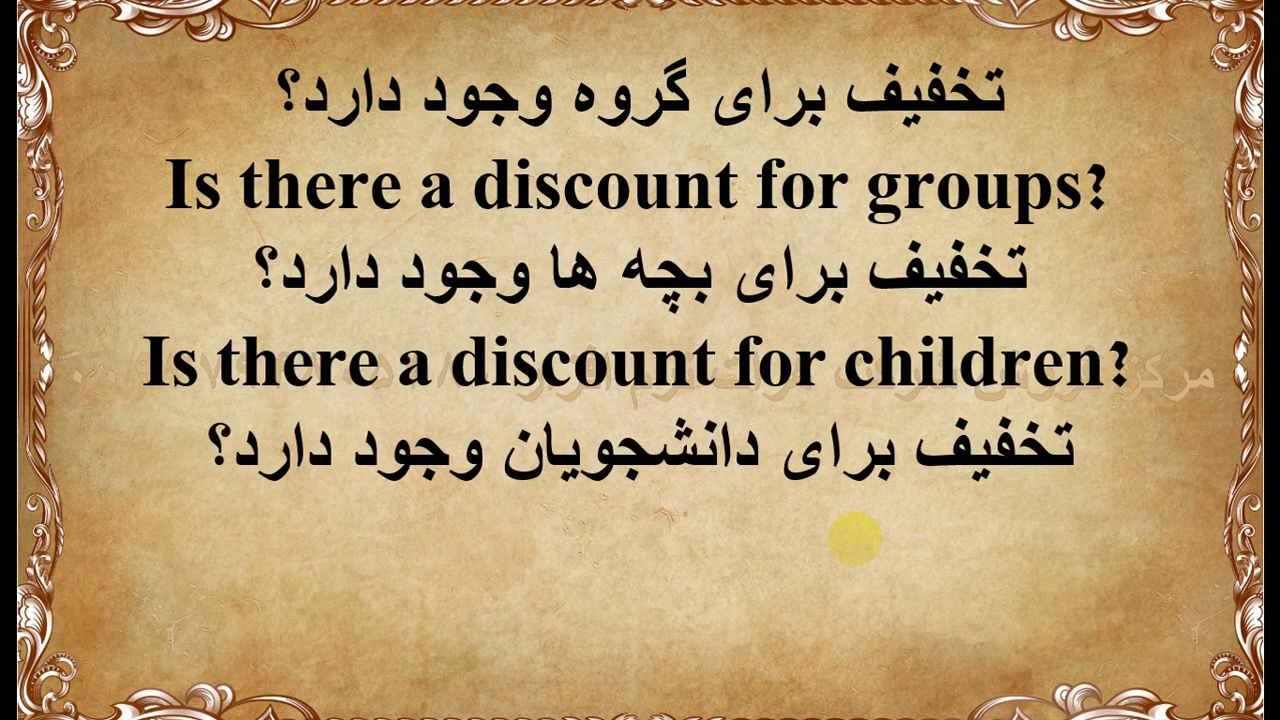 تخفیف برای گروه وجود دارد؟
Is there a discount for groups?
تخفیف برای بچه ها وجود دارد؟
Is there a discount for children?
تخفیف برای دانشجویان وجود دارد؟
مرکز